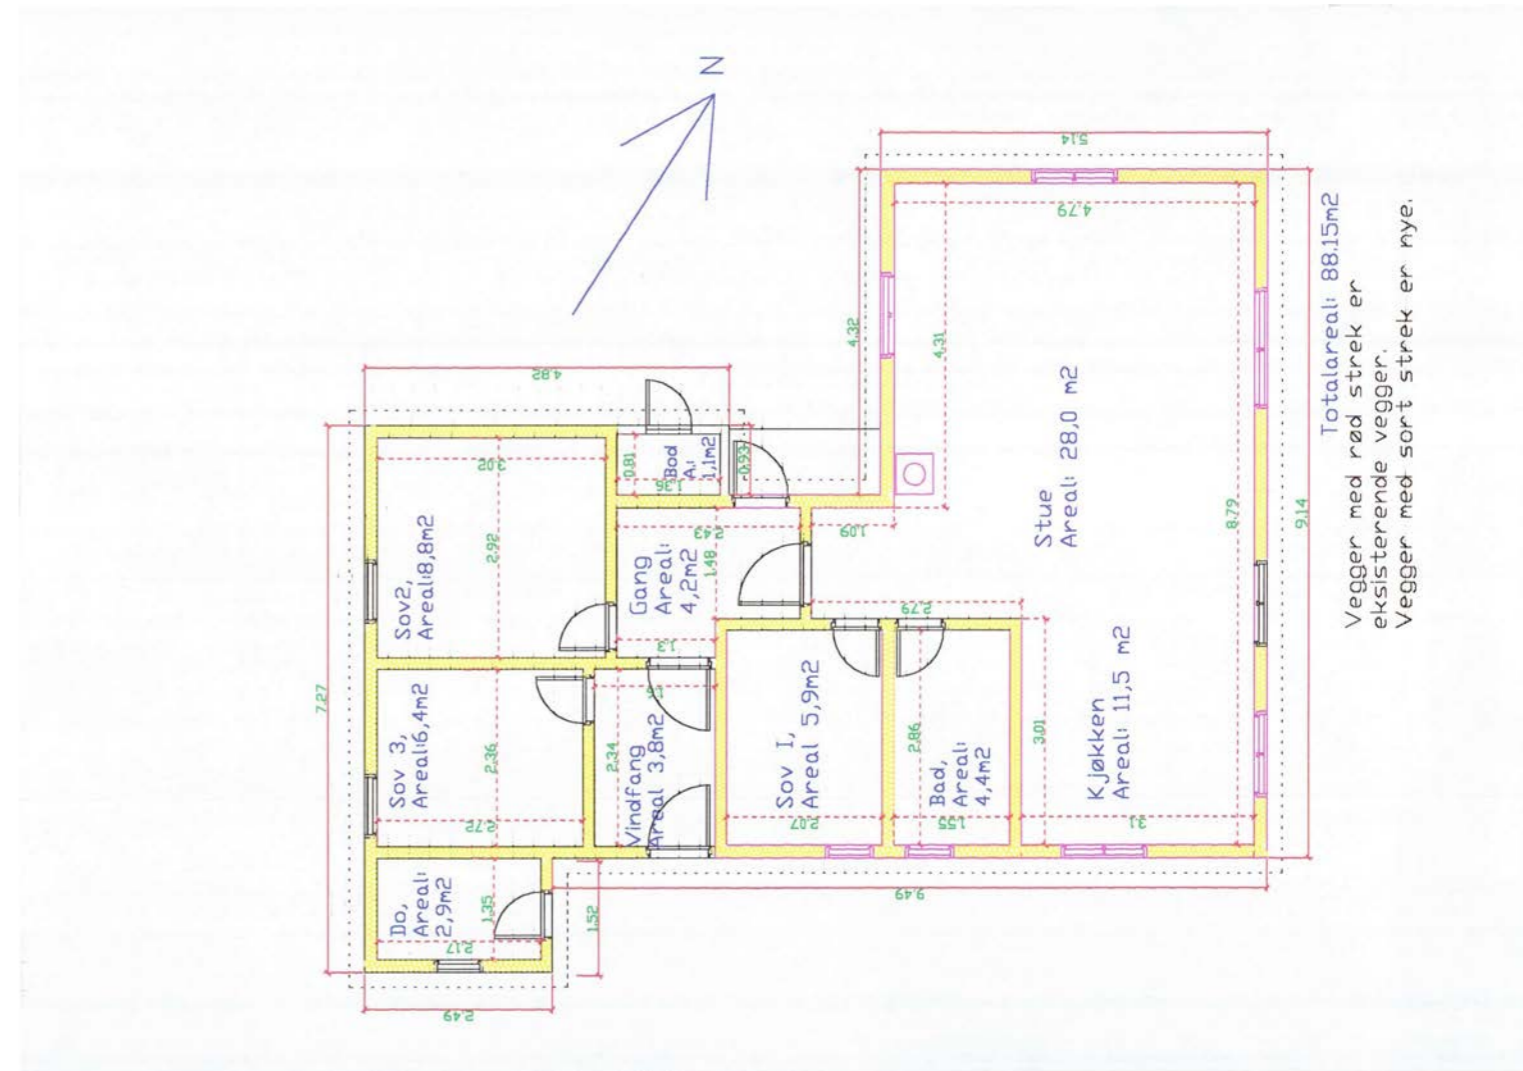 N
5.14
4.79
4.32
4.31
4.82
3.02
0.81
Bod
A.:
1,1m2
1.36
0.93
2.43
1.09
1.48
2.92
Sov2,
Areal:8,8m2
Gang
Areal:
4,2m2
1.3
2.79
Stue
Areal: 28,0 m2
8.79
9.14
7.27
Sov 3,
Areal:6,4m2
2.36
2.72
1.6
2.34
Vindfang
Areal 3,8m2
Sov I,
Areal 5,9m2
2.07
2.86
Bad,
Areal:
4,4m2
1.55
3.01
Kjøkken
Areal: 11,5 m2
3.1
Do,
Areal:
2,9m2
1.35
2.17
1.52
9.49
2.49
Totalareal: 88.15m2
Vegger med rød strek er
eksisterende vegger.
Vegger med sort strek er nye.